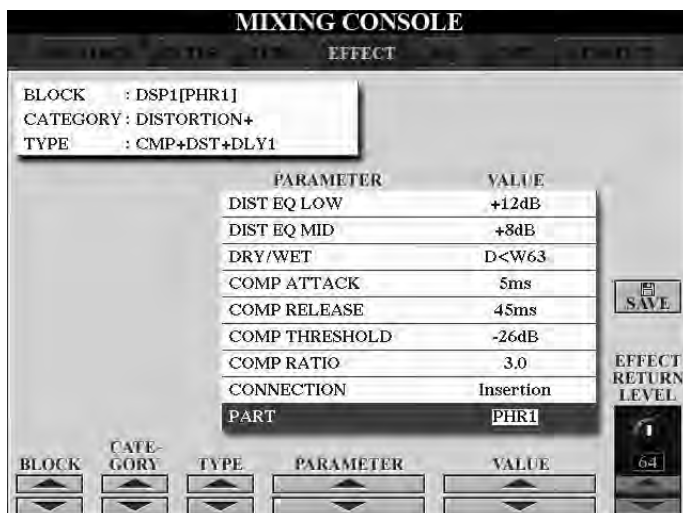 MIXING CONSOLE
EFFECT
BLOCK : DSP1[PHR1]
CATEGORY : DISTORTION+
TYPE : CMP+DST+DLY1
PARAMETER VALUE
DIST EQ LOW +12dB
DIST EQ MID +8dB
DRY/WET D<W63
COMP ATTACK 5ms
COMP RELEASE 45ms
COMP THRESHOLD -26dB
COMP RATIO 3.0
CONNECTION Insertion
PART PHR1
SAVE
EFFECT
RETURN
LEVEL
64
BLOCK
CATE-
GORY
TYPE
PARAMETER
VALUE